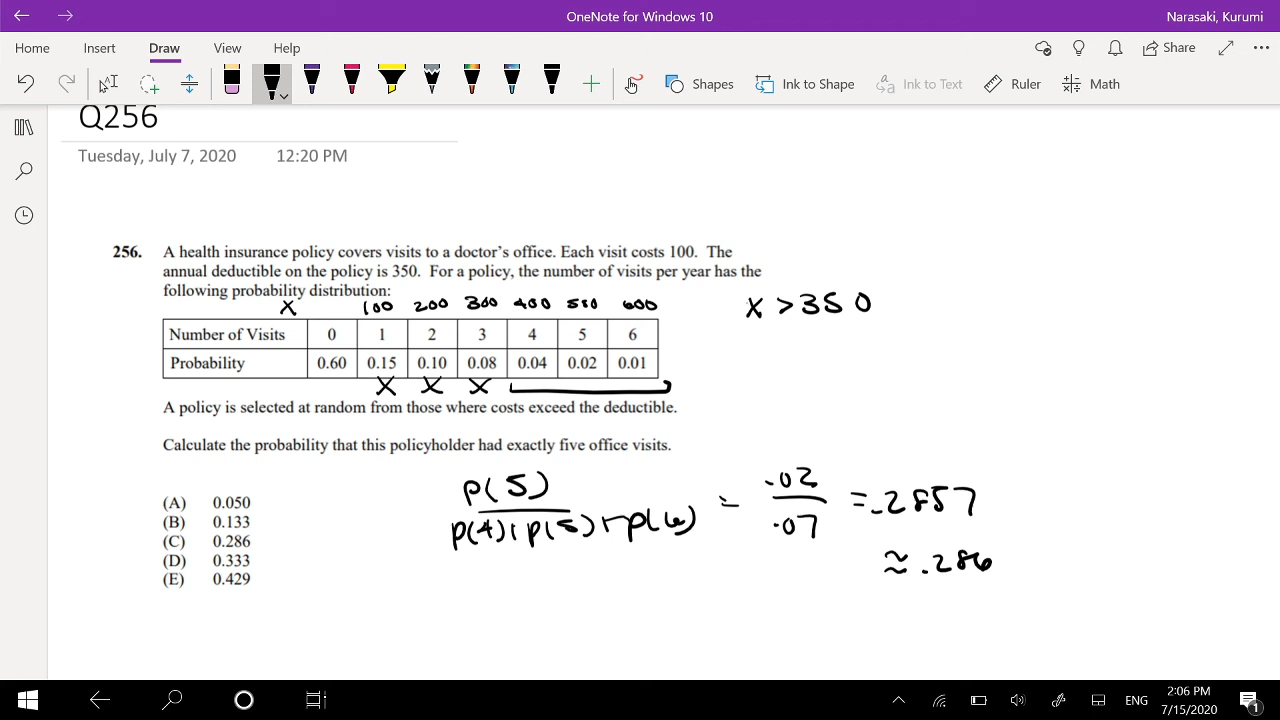 OneNote for Windows 10
Narasaki, Kurumi
Home Insert Draw View Help Share
Shapes Ink to Shape Ink to Text Ruler Math
Q256
Tuesday, July 7, 2020 12:20 PM
256. A health insurance policy covers visits to a doctor's office. Each visit costs 100. The
annual deductible on the policy is 350. For a policy, the number of visits per year has the
following probability distribution:
X 100 200 300 400 500 600
x > 350
Number of Visits 0 1 2 3 4 5 6
Probability 0.60 0.15 0.10 0.08 0.04 0.02 0.01
X X X
A policy is selected at random from those where costs exceed the deductible.
Calculate the probability that this policyholder had exactly five office visits.
(A) 0.050
(B) 0.133
(C) 0.286
(D) 0.333
(E) 0.429
P(5)
P(4)+P(5)+P(6)
= .02
.07
= .2857
≈ .286
ENG
2:06 PM
7/15/2020
1